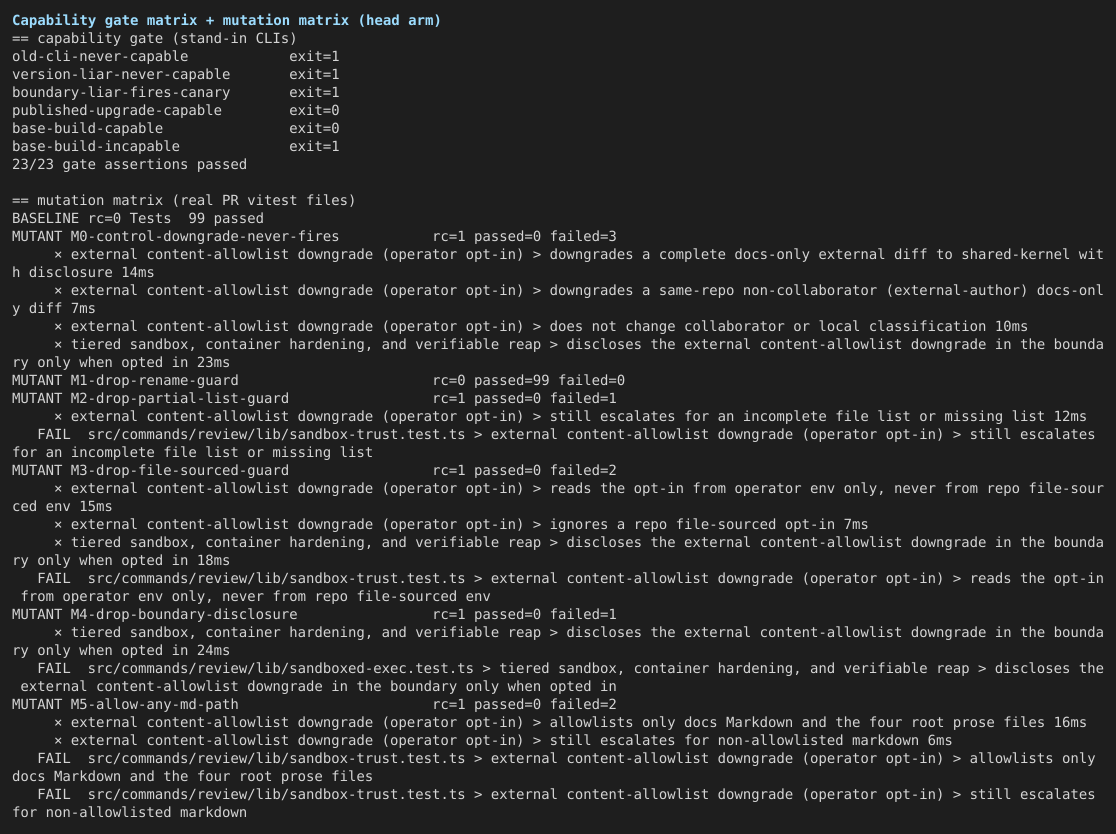 Capability gate matrix + mutation matrix (head arm)
== capability gate (stand-in CLIs)
old-cli-never-capable            exit=1
version-liar-never-capable       exit=1
boundary-liar-fires-canary       exit=1
published-upgrade-capable        exit=0
base-build-capable               exit=0
base-build-incapable             exit=1
23/23 gate assertions passed

== mutation matrix (real PR vitest files)
BASELINE rc=0 Tests  99 passed
MUTANT M0-control-downgrade-never-fires           rc=1 passed=0 failed=3
     × external content-allowlist downgrade (operator opt-in) > downgrades a complete docs-only external diff to shared-kernel wit
h disclosure 14ms
     × external content-allowlist downgrade (operator opt-in) > downgrades a same-repo non-collaborator (external-author) docs-onl
y diff 7ms
     × external content-allowlist downgrade (operator opt-in) > does not change collaborator or local classification 10ms
     × tiered sandbox, container hardening, and verifiable reap > discloses the external content-allowlist downgrade in the bounda
ry only when opted in 23ms
MUTANT M1-drop-rename-guard                       rc=0 passed=99 failed=0
MUTANT M2-drop-partial-list-guard                 rc=1 passed=0 failed=1
     × external content-allowlist downgrade (operator opt-in) > still escalates for an incomplete file list or missing list 12ms
   FAIL  src/commands/review/lib/sandbox-trust.test.ts > external content-allowlist downgrade (operator opt-in) > still escalates
for an incomplete file list or missing list
MUTANT M3-drop-file-sourced-guard                 rc=1 passed=0 failed=2
     × external content-allowlist downgrade (operator opt-in) > reads the opt-in from operator env only, never from repo file-sour
ced env 15ms
     × external content-allowlist downgrade (operator opt-in) > ignores a repo file-sourced opt-in 7ms
     × tiered sandbox, container hardening, and verifiable reap > discloses the external content-allowlist downgrade in the bounda
ry only when opted in 18ms
   FAIL  src/commands/review/lib/sandbox-trust.test.ts > external content-allowlist downgrade (operator opt-in) > reads the opt-in
 from operator env only, never from repo file-sourced env
MUTANT M4-drop-boundary-disclosure                rc=1 passed=0 failed=1
     × tiered sandbox, container hardening, and verifiable reap > discloses the external content-allowlist downgrade in the bounda
ry only when opted in 24ms
   FAIL  src/commands/review/lib/sandboxed-exec.test.ts > tiered sandbox, container hardening, and verifiable reap > discloses the
 external content-allowlist downgrade in the boundary only when opted in
MUTANT M5-allow-any-md-path                       rc=1 passed=0 failed=2
     × external content-allowlist downgrade (operator opt-in) > allowlists only docs Markdown and the four root prose files 16ms
     × external content-allowlist downgrade (operator opt-in) > still escalates for non-allowlisted markdown 6ms
   FAIL  src/commands/review/lib/sandbox-trust.test.ts > external content-allowlist downgrade (operator opt-in) > allowlists only
docs Markdown and the four root prose files
   FAIL  src/commands/review/lib/sandbox-trust.test.ts > external content-allowlist downgrade (operator opt-in) > still escalates
for non-allowlisted markdown